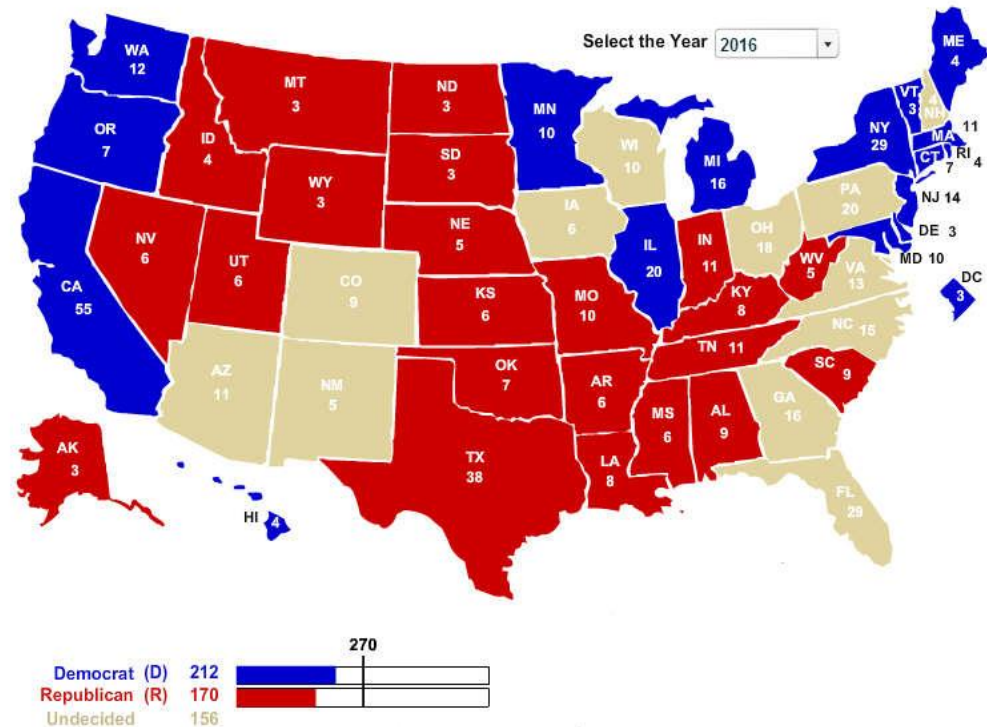 Select the Year 2016
WA
12
OR
7
CA
55
NV
6
ID
4
MT
3
WY
3
UT
6
CO
9
AZ
11
NM
5
ND
3
SD
3
NE
5
KS
6
OK
7
TX
38
MN
10
IA
6
MO
10
AR
6
LA
8
WI
10
IL
20
MI
16
IN
11
OH
18
KY
8
TN 11
MS
6
AL
9
GA
16
FL
29
SC 9
NC 15
VA
13
WV
5
PA
20
NY
29
VT
3
4
NH
ME
4
MA
11
CT
7
RI
4
NJ 14
DE 3
MD 10
DC
3
AK
3
HI
4
270
Democrat (D) 212
Republican (R) 170
Undecided 156